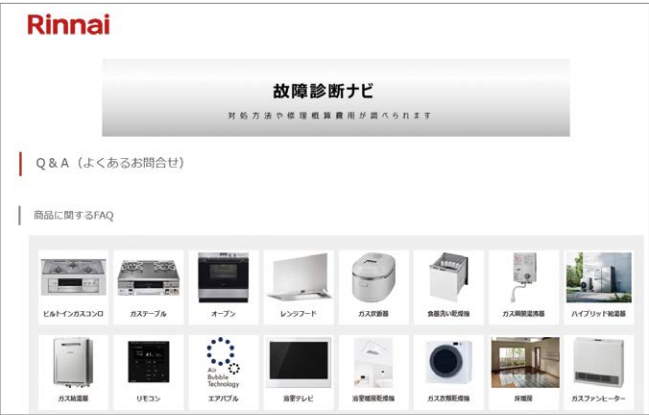 Rinnai
故障診断ナビ
対処方法や修理概算費用が調べられます
Q＆A（よくあるお問合せ）
商品に関するFAQ
ビルトインガスコンロ ガステーブル オーブン レンジフード ガス炊飯器 食器洗い乾燥機 ガス瞬間湯沸器 ハイブリッド給湯器
Air
Bubble
Technology
ガス給湯器 リモコン エアバブル 浴室テレビ 浴室暖房乾燥機 ガス衣類乾燥機 床暖房 ガスファンヒーター